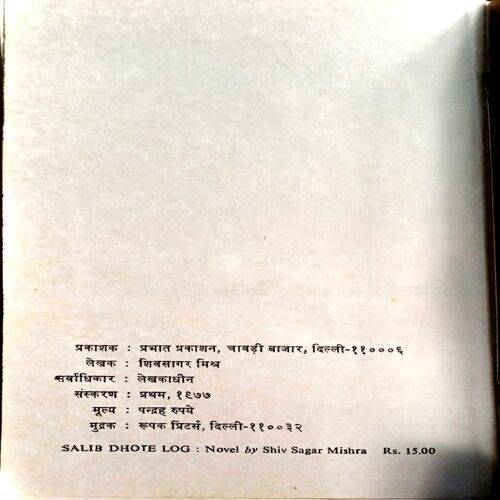 प्रकाशक : प्रभात प्रकाशन, चावड़ी बाजार, दिल्ली-११०००६
लेखक : शिवसागर मिश्र
सर्वाधिकार : लेखकाधीन
संस्करण : प्रथम, १९७७
मूल्य : पन्द्रह रुपये
मुद्रक : रूपक प्रिंटर्स, दिल्ली-११००३२
SALIB DHOTE LOG : Novel by Shiv Sagar Mishra Rs. 15.00